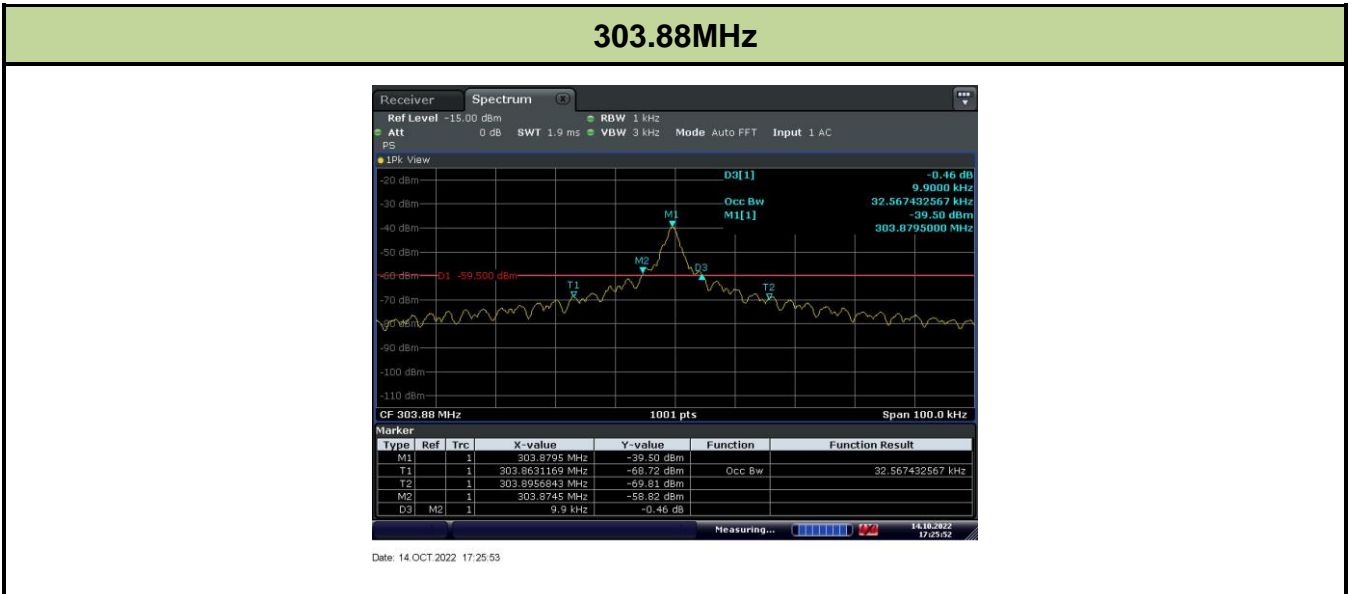 303.88MHz
Receiver Spectrum
Ref Level -15.00 dBm RBW 1 kHz
Att 0 dB SWT 1.9 ms VBW 3 kHz Mode Auto FFT Input 1 AC
PS
1Pk View
D3[1] -0.46 dB
9.9000 kHz
Occ Bw 32.567432567 kHz
M1[1] -39.50 dBm
303.8795000 MHz
-20 dBm
-30 dBm
M1
-40 dBm
-50 dBm
M2 D3
-60 dBm D1 -59.500 dBm
T1 T2
-70 dBm
-80 dBm
-90 dBm
-100 dBm
-110 dBm
CF 303.88 MHz 1001 pts Span 100.0 kHz
Marker
Type Ref Trc X-value Y-value Function Function Result
M1 1 303.8795 MHz -39.50 dBm
T1 1 303.8631169 MHz -68.72 dBm Occ Bw 32.567432567 kHz
T2 1 303.8956843 MHz -69.81 dBm
M2 1 303.8745 MHz -58.82 dBm
D3 M2 1 9.9 kHz -0.46 dB
Measuring... 14.10.2022
17:25:52
Date: 14.OCT.2022 17:25:53